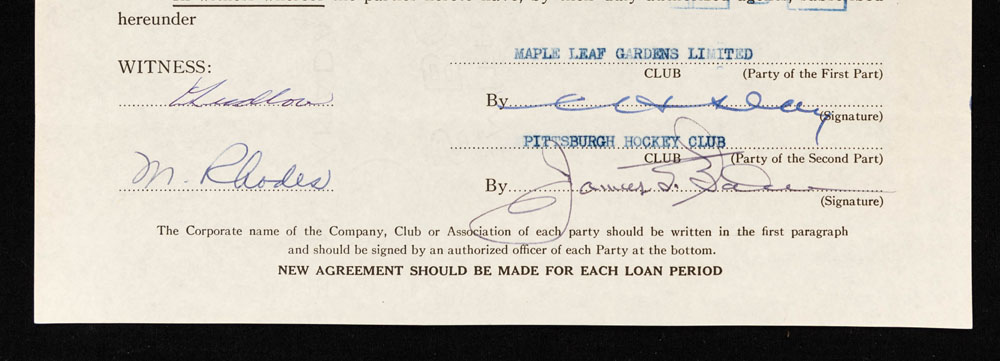 hereunder
MAPLE LEAF GARDENS LIMITED
WITNESS:
CLUB (Party of the First Part)
By
(Signature)
PITTSBURGH HOCKEY CLUB
CLUB (Party of the Second Part)
M. Rhodes
By James
(Signature)
The Corporate name of the Company, Club or Association of each party should be written in the first paragraph
and should be signed by an authorized officer of each Party at the bottom.
NEW AGREEMENT SHOULD BE MADE FOR EACH LOAN PERIOD